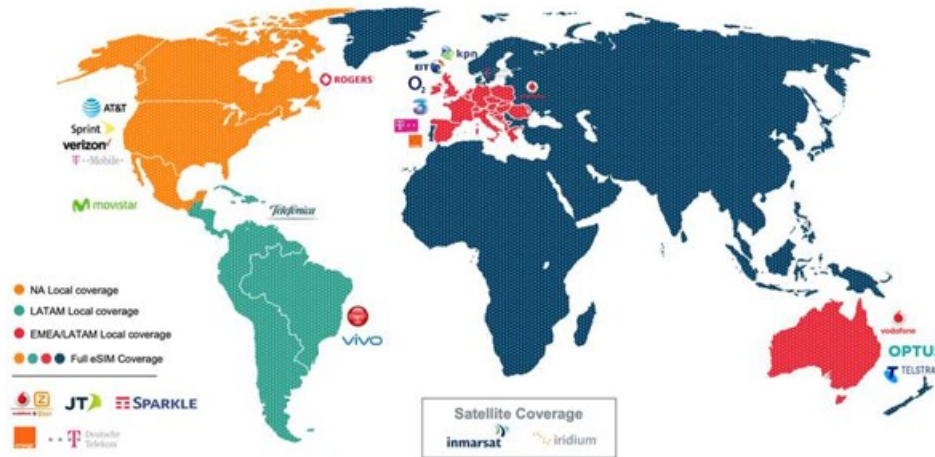 ROGERS
kpn
BT
O2
3
AT&T
Sprint
verizon
T··Mobile·
movistar
Telefónica
vivo
vodafone
OPTUS
TELSTRA
NA Local coverage
LATAM Local coverage
EMEA/LATAM Local coverage
Full eSIM Coverage
JT
SPARKLE
Deutsche
Telekom
Satellite Coverage
inmarsat
iridium